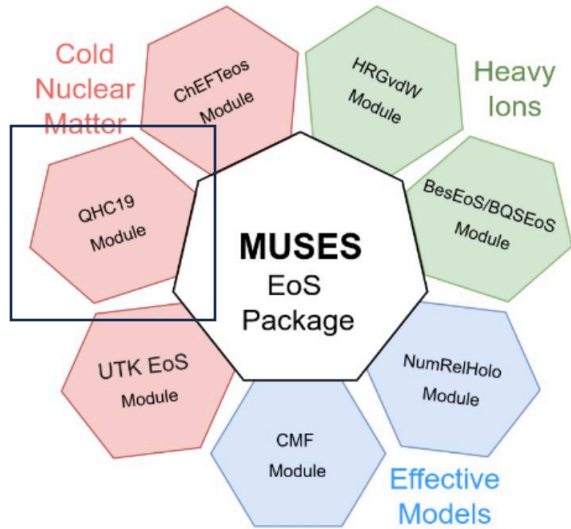 Cold
Nuclear
Matter
ChEFTeos
Module
HRGvdW
Module
Heavy
Ions
QHC19
Module
BesEoS/BQSEoS
Module
MUSES
EoS
Package
UTK EoS
Module
NumRelHolo
Module
CMF
Module
Effective
Models